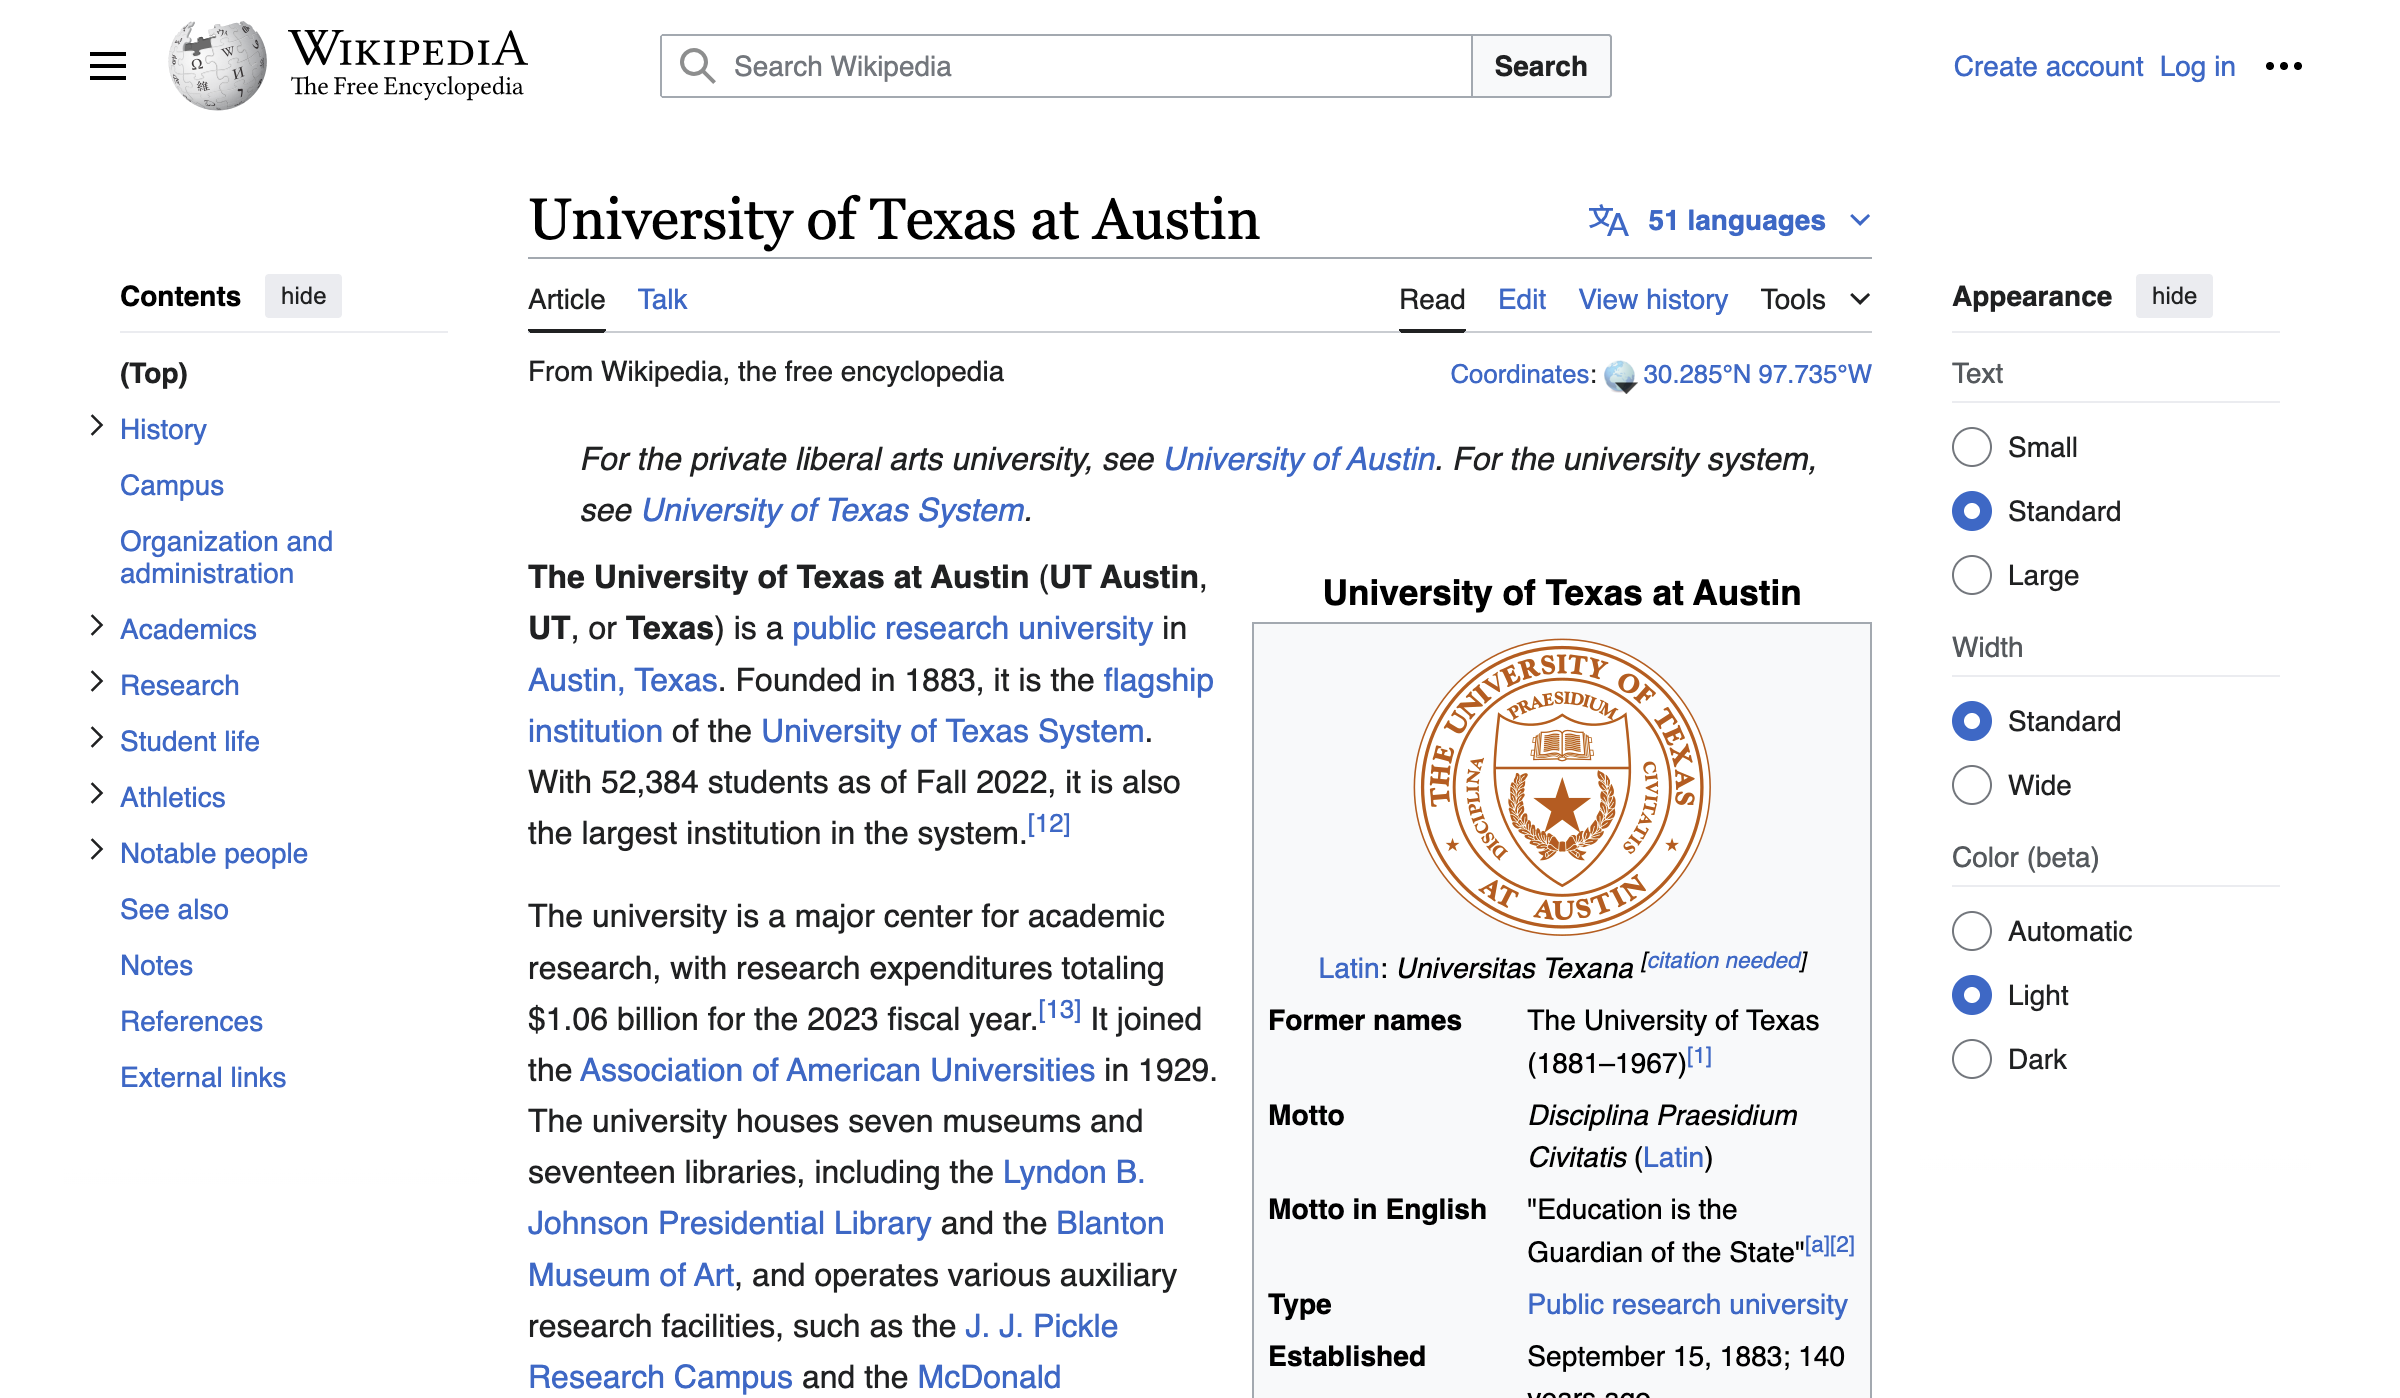 WIKIPEDIA
The Free Encyclopedia
Search Wikipedia
Search
Create account Log in
University of Texas at Austin
51 languages
Contents hide
(Top)
History
Campus
Organization and
administration
Academics
Research
Student life
Athletics
Notable people
See also
Notes
References
External links
Article Talk
Read Edit View history Tools
From Wikipedia, the free encyclopedia
Coordinates: 30.285°N 97.735°W
For the private liberal arts university, see University of Austin. For the university system,
see University of Texas System.
The University of Texas at Austin (UT Austin,
UT, or Texas) is a public research university in
Austin, Texas. Founded in 1883, it is the flagship
institution of the University of Texas System.
With 52,384 students as of Fall 2022, it is also
the largest institution in the system.[12]
The university is a major center for academic
research, with research expenditures totaling
$1.06 billion for the 2023 fiscal year.[13] It joined
the Association of American Universities in 1929.
The university houses seven museums and
seventeen libraries, including the Lyndon B.
Johnson Presidential Library and the Blanton
Museum of Art, and operates various auxiliary
research facilities, such as the J. J. Pickle
Research Campus and the McDonald
University of Texas at Austin
THE UNIVERSITY OF TEXAS
AT AUSTIN
DISCIPLINA PRAESIDIUM CIVITATIS
Latin: Universitas Texana [citation needed]
Former names The University of Texas
(1881–1967)[1]
Motto Disciplina Praesidium
Civitatis (Latin)
Motto in English "Education is the
Guardian of the State"[a][2]
Type Public research university
Established September 15, 1883; 140
years ago
Appearance hide
Text
Small
Standard
Large
Width
Standard
Wide
Color (beta)
Automatic
Light
Dark